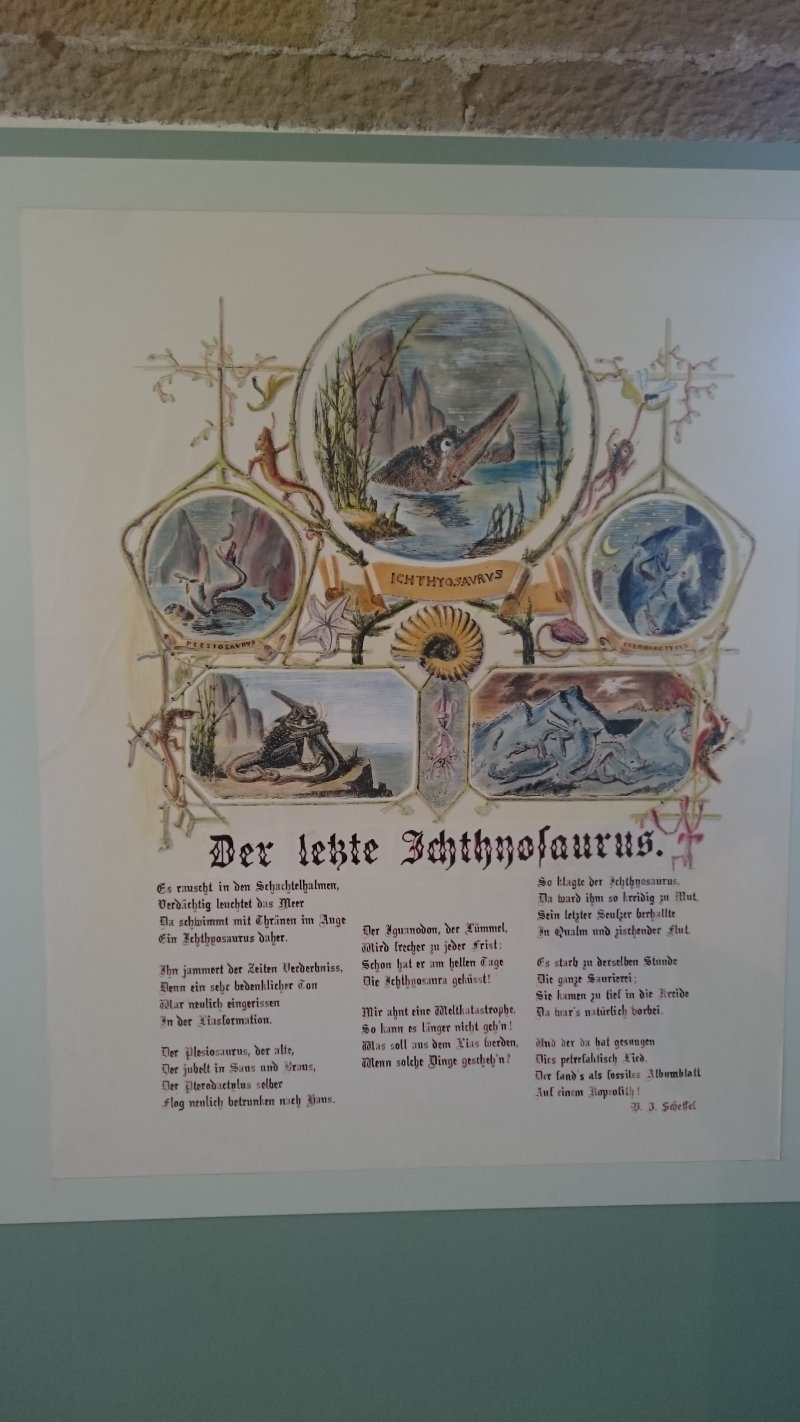 ICHTHYOSAVRVS
PLESIOSAVRVS
Der letzte Ichthyosaurus.
Es rauscht in den Schachtelhalmen,
Verdächtig leuchtet das Meer
Da schwimmt mit Thränen im Auge
Ein Ichthyosaurus daher.
Ihn jammert der Zeiten Verderbniss,
Denn ein sehr bedenklicher Ton
War neulich eingerissen
In der Liasformation.
Der Plesiosaurus, der alte,
Der jubelt in Saus und Braus,
Der Pterodactylus selber
Flog neulich betrunken nach Haus.
Der Iguanodon, der Lümmel,
Wird frecher zu jeder Frist:
Schon hat er am hellen Tage
Die Ichthyosaura geküsst!
Mir ahnt eine Weltkatastrophe,
So kann es länger nicht geh'n!
Was soll aus dem Lias werden,
Wenn solche Dinge gescheh'n?
So klagte der Ichthyosaurus,
Da ward ihm so kreidig zu Mut,
Sein letzter Seufzer verhallte
In Qualm und zischender Flut.
Es starb zu derselben Stunde
Die ganze Saurierei;
Sie kamen zu tief in die Kreide
Da war's natürlich vorbei.
Und der da hat gesungen
Dies petrefaktisch Lied,
Der fand's als fossiles Albumblatt
Auf einem Koprolith!
V. J. Scheffel